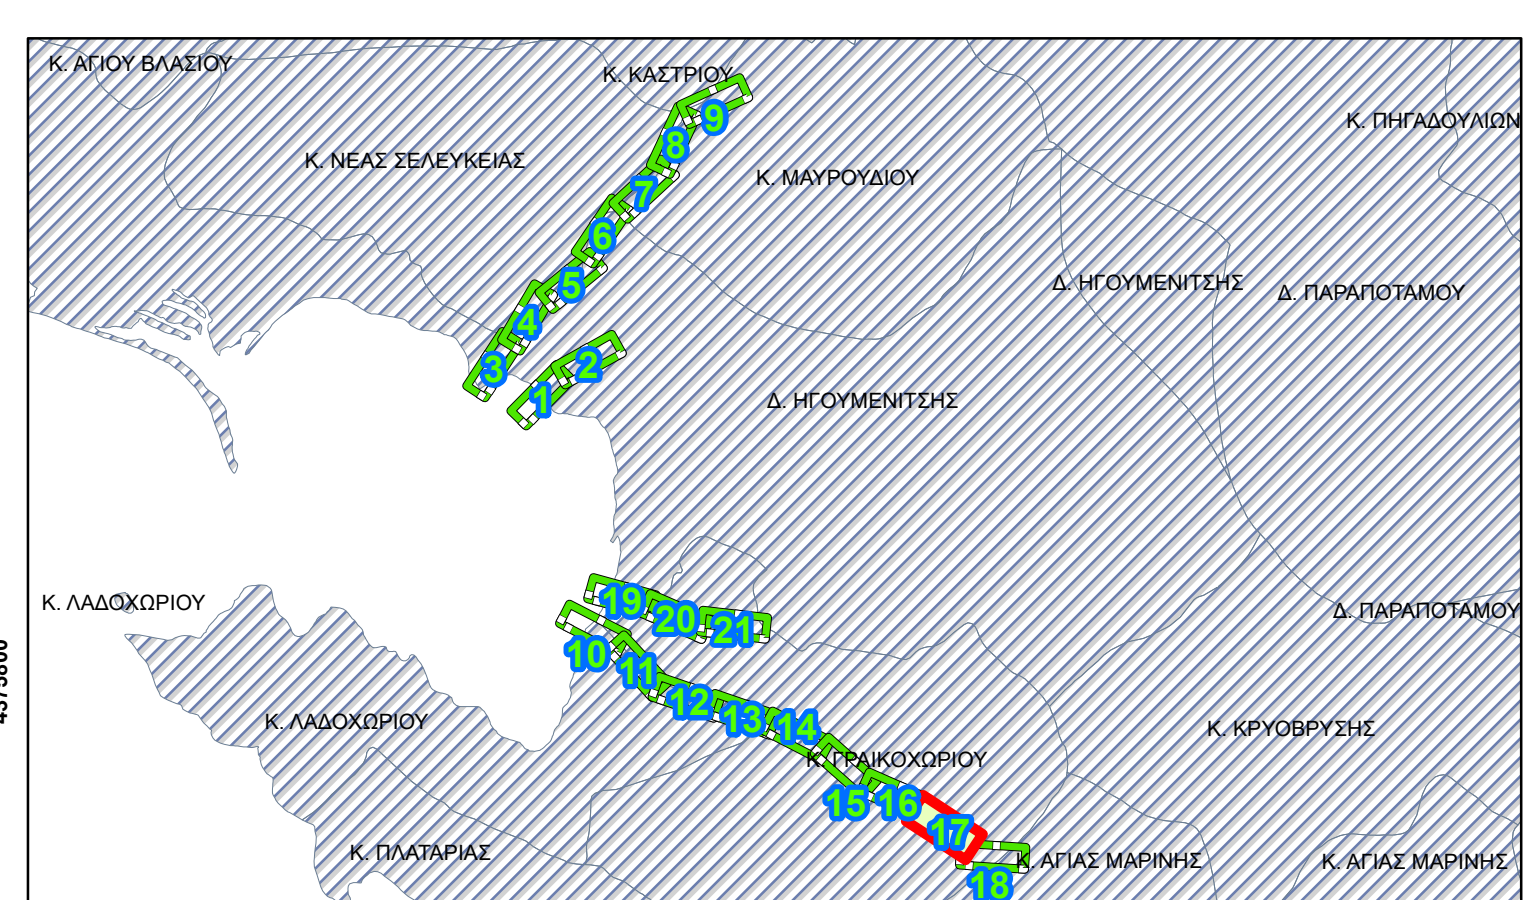 Κ. ΑΓΙΟΥ ΒΛΑΣΙΟΥ
Κ. ΚΑΣΤΡΙΟΥ
9
Κ. ΠΗΓΑΔΟΥΛΙΩΝ
8
Κ. ΝΕΑΣ ΣΕΛΕΥΚΕΙΑΣ
Κ. ΜΑΥΡΟΥΔΙΟΥ
7
6
5
Δ. ΗΓΟΥΜΕΝΙΤΣΗΣ
Δ. ΠΑΡΑΠΟΤΑΜΟΥ
4
3
2
1
Δ. ΗΓΟΥΜΕΝΙΤΣΗΣ
Κ. ΛΑΔΟΧΩΡΙΟΥ
19
20
21
Δ. ΠΑΡΑΠΟΤΑΜΟΥ
10
11
12
13
14
Κ. ΛΑΔΟΧΩΡΙΟΥ
Κ. ΚΡΥΟΒΡΥΣΗΣ
Κ. ΓΡΑΙΚΟΧΩΡΙΟΥ
15
16
17
Κ. ΠΛΑΤΑΡΙΑΣ
Κ. ΑΓΙΑΣ ΜΑΡΙΝΗΣ
Κ. ΑΓΙΑΣ ΜΑΡΙΝΗΣ
18